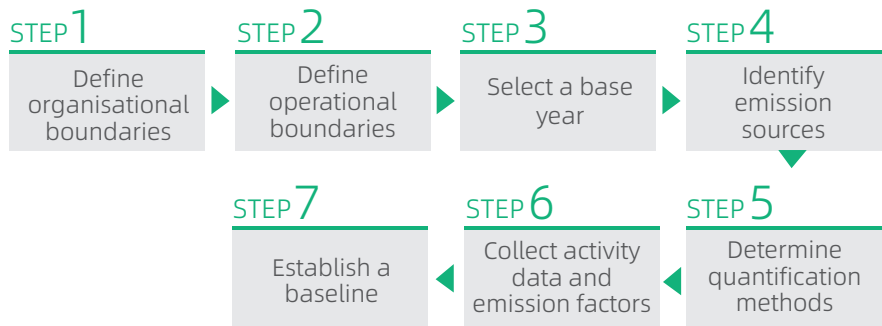 STEP 1
Define
organisational
boundaries
STEP 2
Define
operational
boundaries
STEP 3
Select a base
year
STEP 4
Identify
emission
sources
STEP 5
Determine
quantification
methods
STEP 6
Collect activity
data and
emission factors
STEP 7
Establish a
baseline